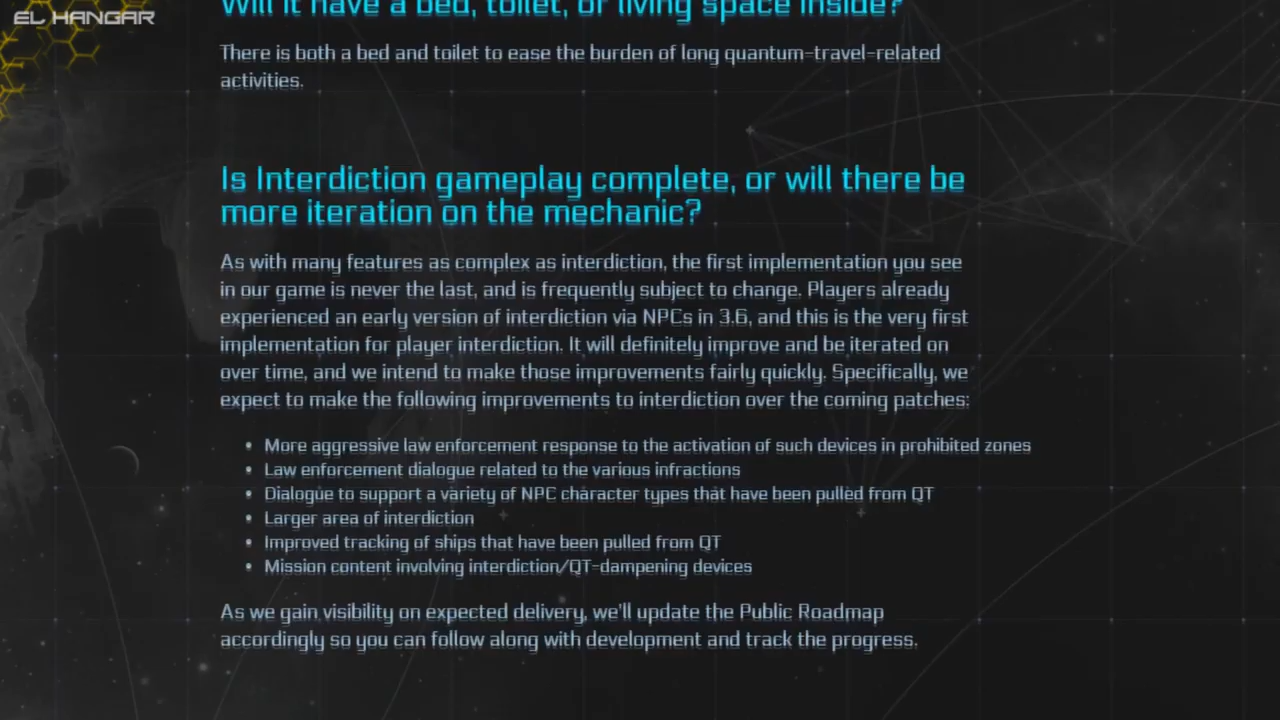 EL HANGAR
Will it have a bed, toilet, or living space inside?
There is both a bed and toilet to ease the burden of long quantum-travel-related
activities.
Is Interdiction gameplay complete, or will there be
more iteration on the mechanic?
As with many features as complex as interdiction, the first implementation you see
in our game is never the last, and is frequently subject to change. Players already
experienced an early version of interdiction via NPCs in 3.6, and this is the very first
implementation for player interdiction. It will definitely improve and be iterated on
over time, and we intend to make those improvements fairly quickly. Specifically, we
expect to make the following improvements to interdiction over the coming patches:
• More aggressive law enforcement response to the activation of such devices in prohibited zones
• Law enforcement dialogue related to the various infractions
• Dialogue to support a variety of NPC character types that have been pulled from QT
• Larger area of interdiction
• Improved tracking of ships that have been pulled from QT
• Mission content involving interdiction/QT-dampening devices
As we gain visibility on expected delivery, we'll update the Public Roadmap
accordingly so you can follow along with development and track the progress.